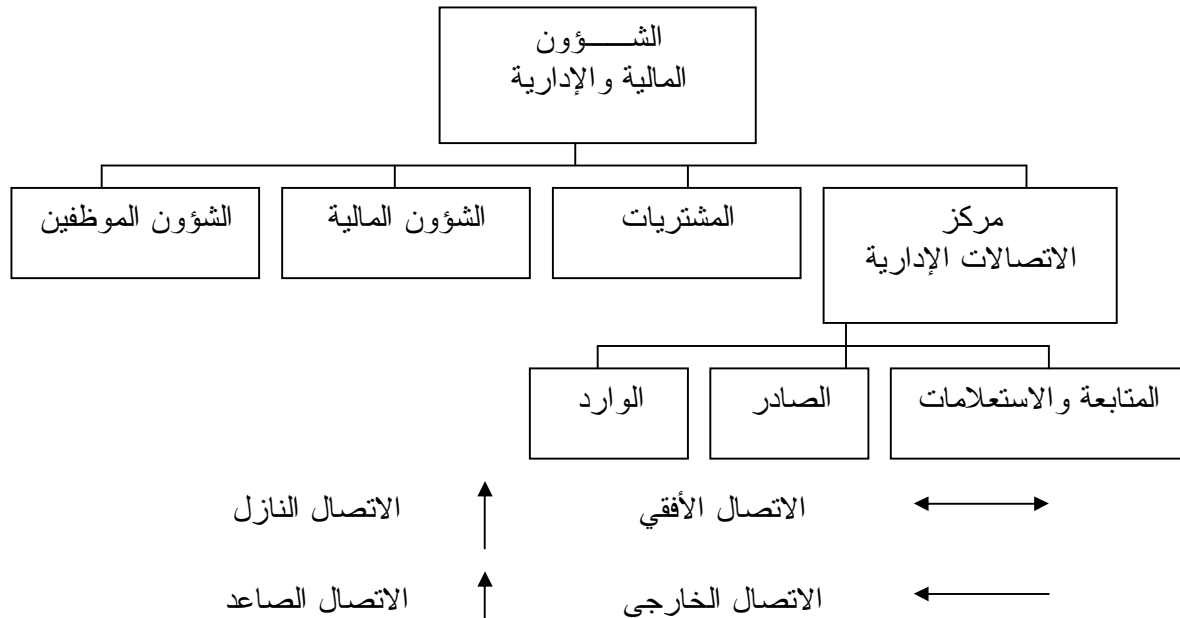 الشـــــؤون
المالية والإدارية
مركز
الاتصالات الإدارية
المشتريات
الشؤون المالية
الشؤون الموظفين
المتابعة والاستعلامات
الصادر
الوارد
الاتصال الأفقي
الاتصال النازل
الاتصال الخارجي
الاتصال الصاعد